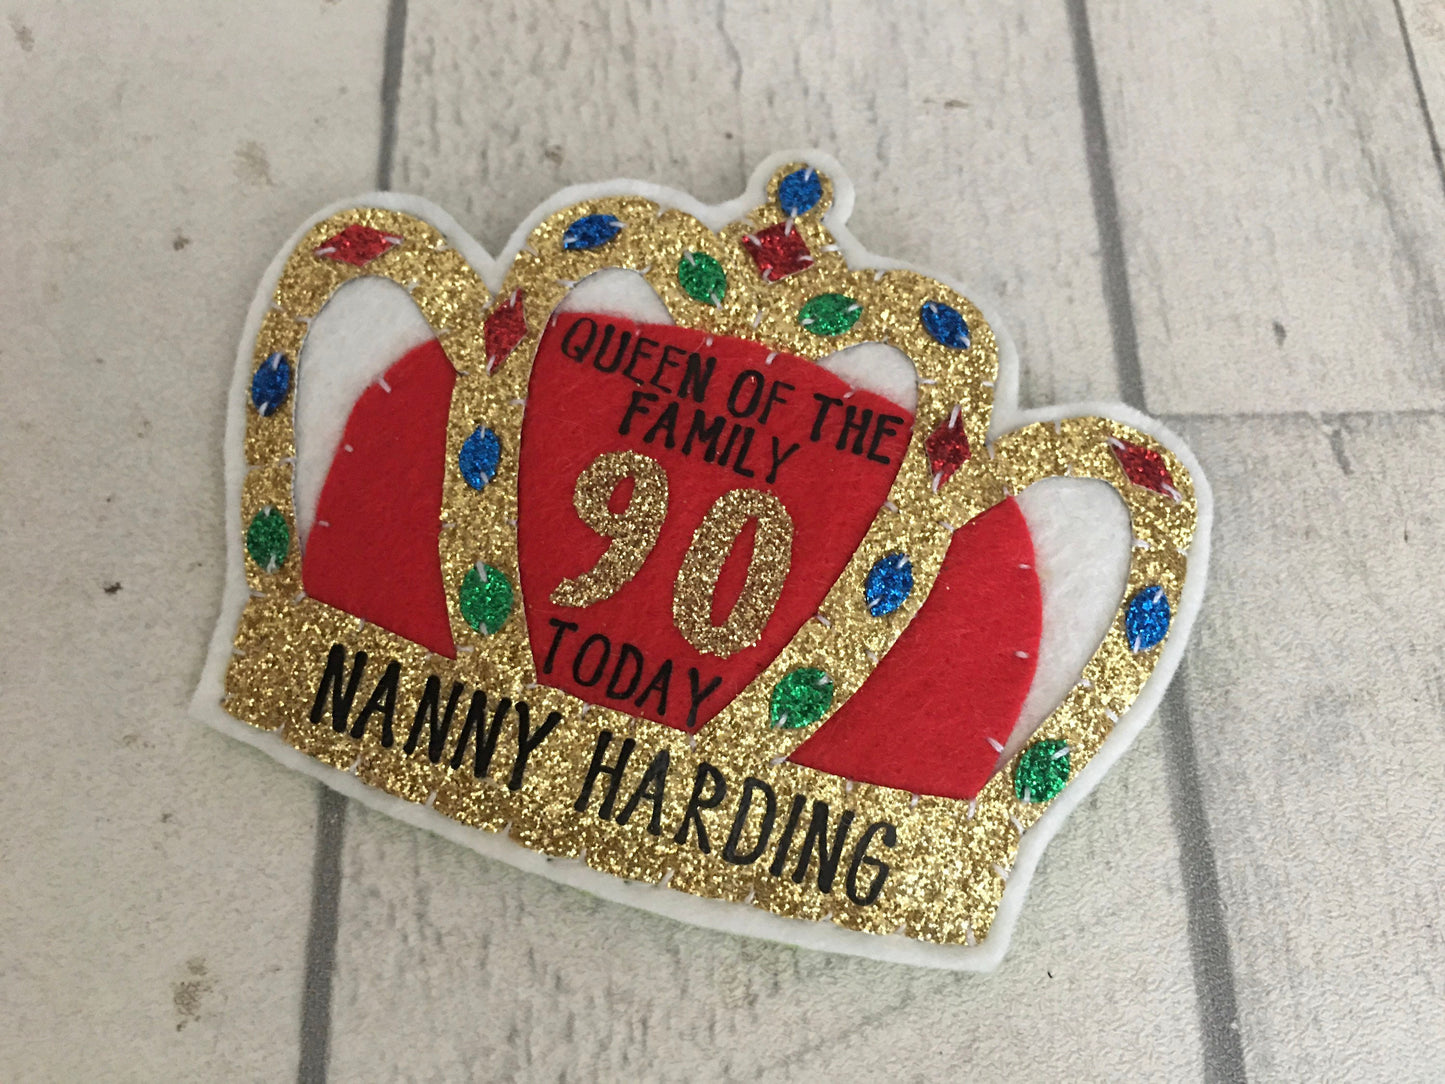 QUEEN OF THE
FAMILY
90
TODAY
NANNY HARDING